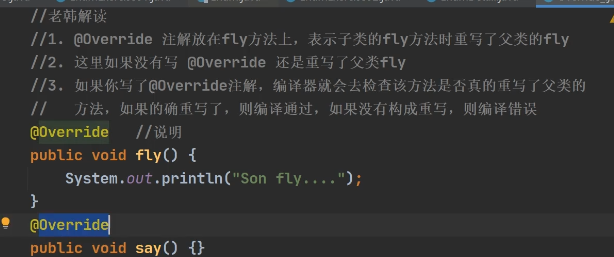 //老韩解读
//1. @Override 注解放在fly方法上，表示子类的fly方法时重写了父类的fly
//2. 这里如果没有写 @Override 还是重写了父类fly
//3. 如果你写了@Override注解，编译器就会去检查该方法是否真的重写了父类的
//   方法，如果的确重写了，则编译通过，如果没有构成重写，则编译错误
@Override   //说明
public void fly() {
    System.out.println("Son fly....");
}
@Override
public void say() {}